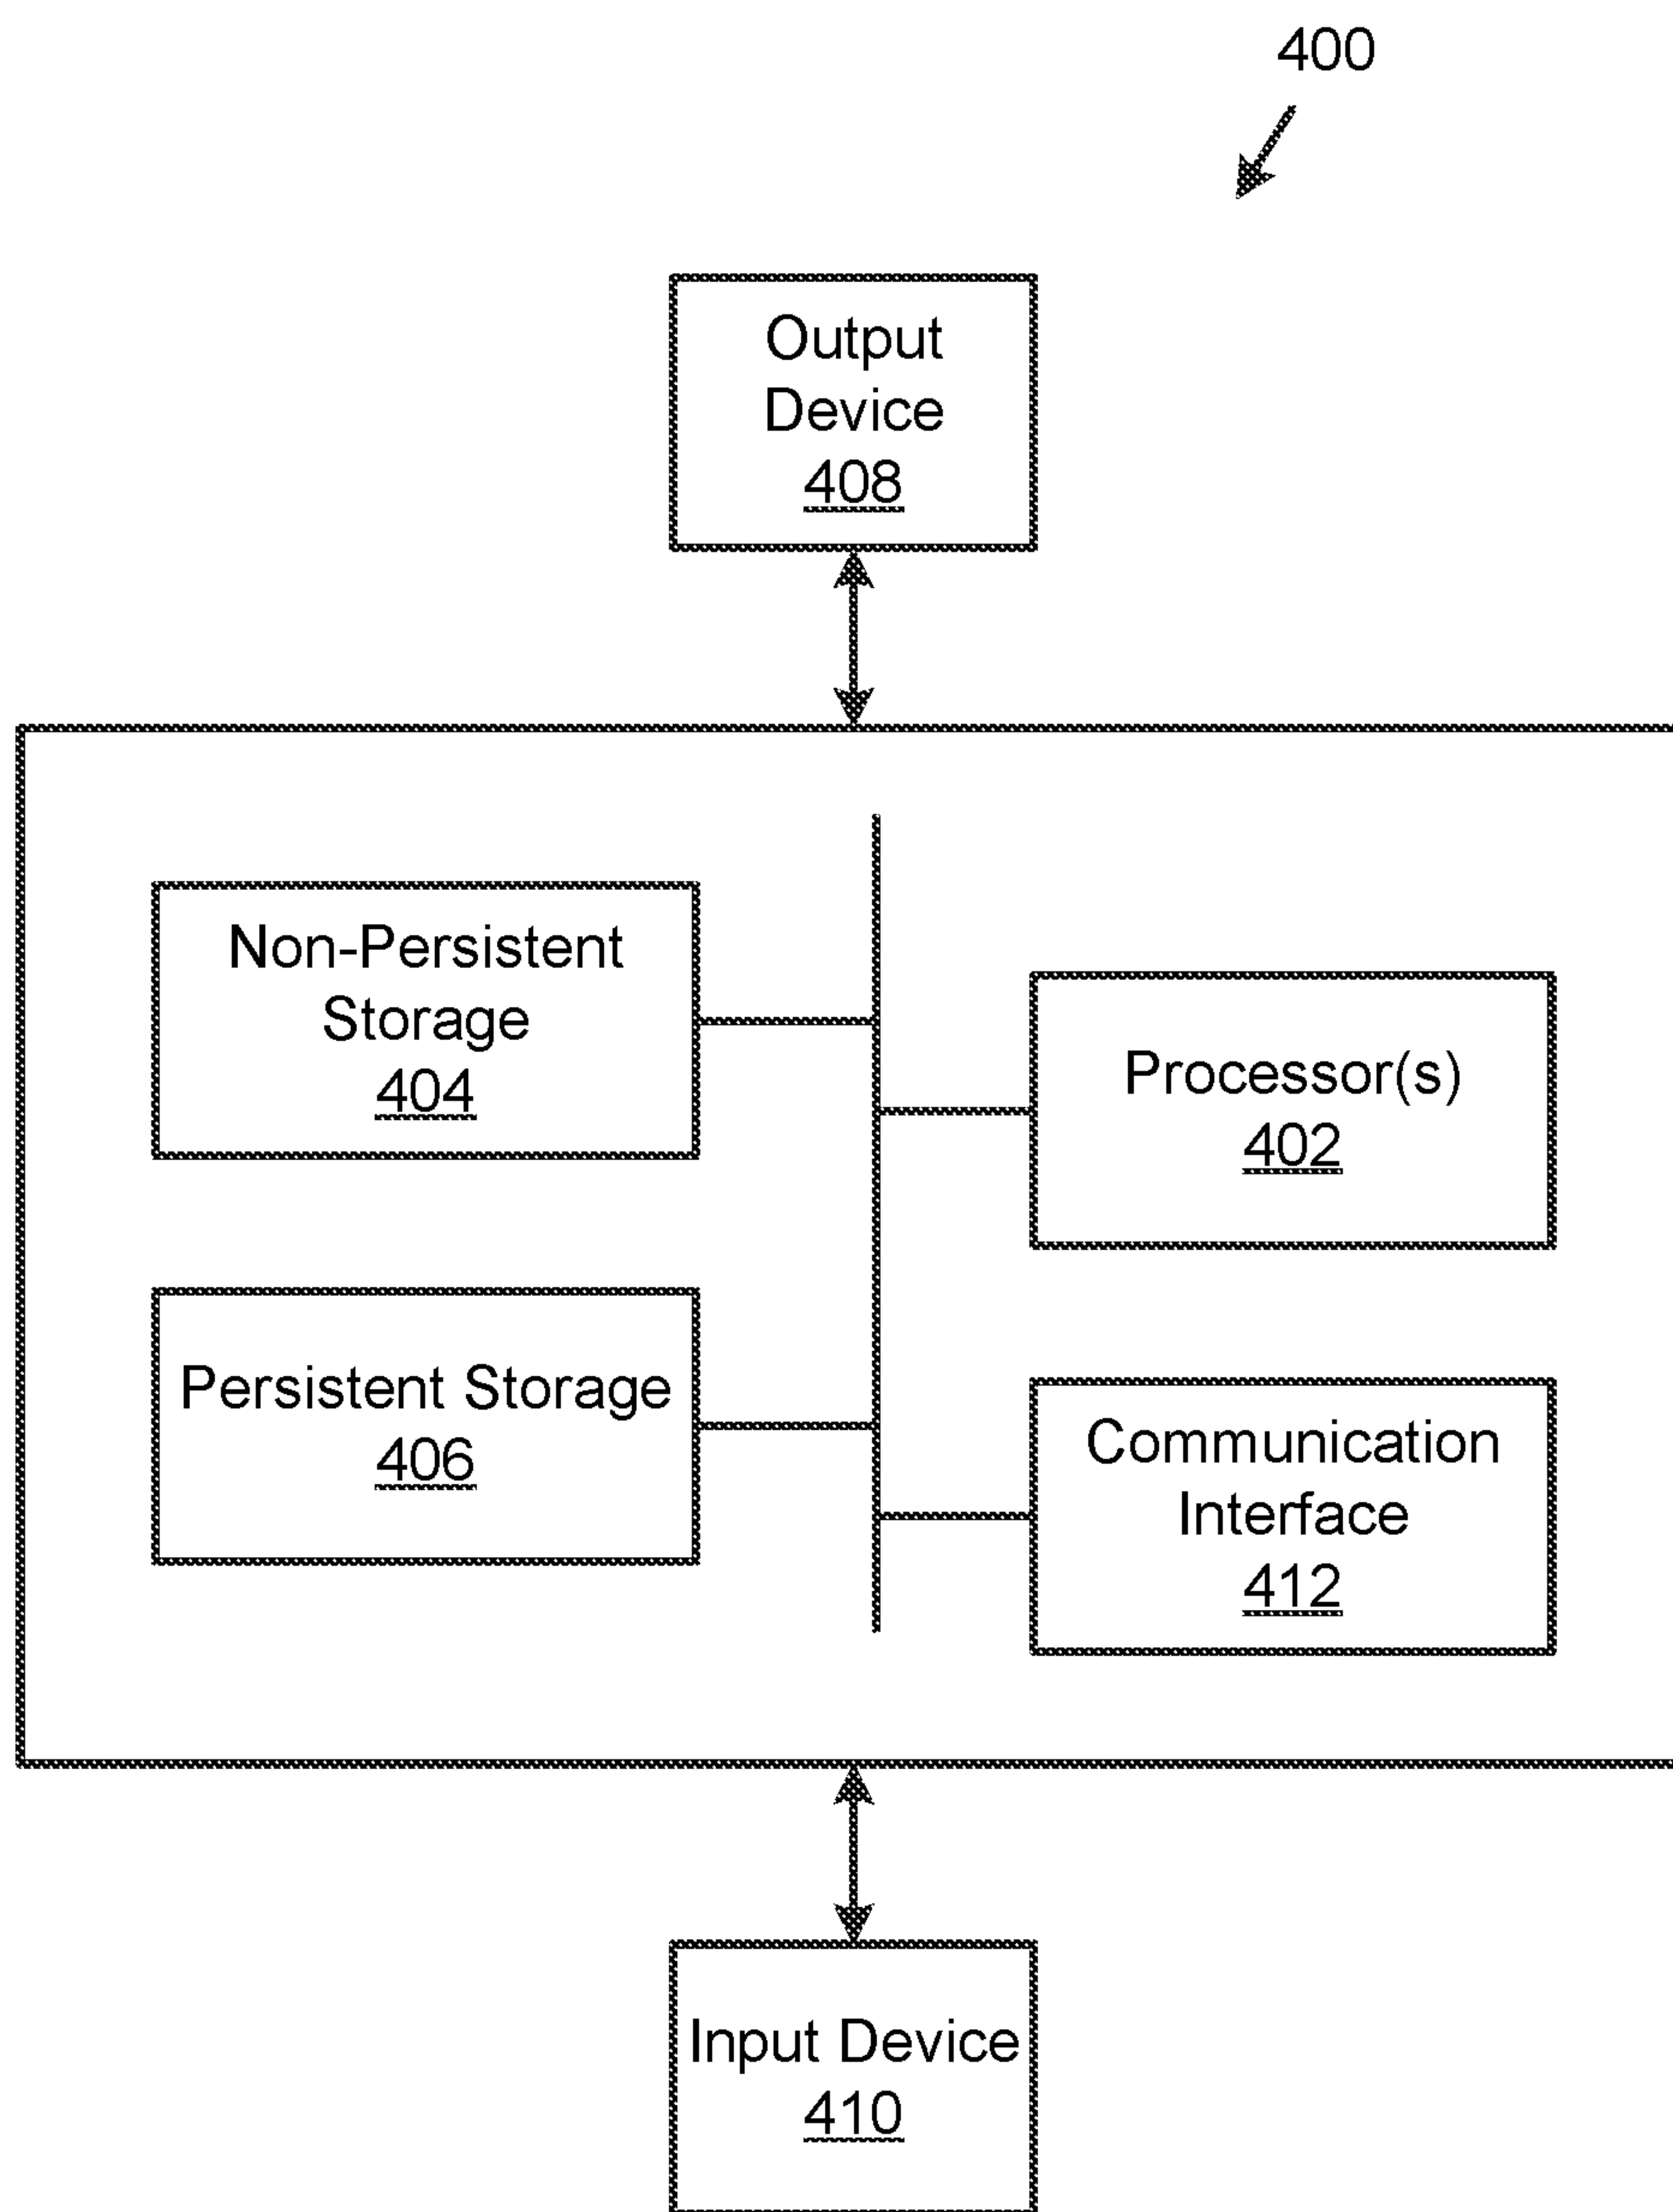 400
Output
Device
408
Non-Persistent
Storage
404
Processor(s)
402
Persistent Storage
406
Communication
Interface
412
Input Device
410